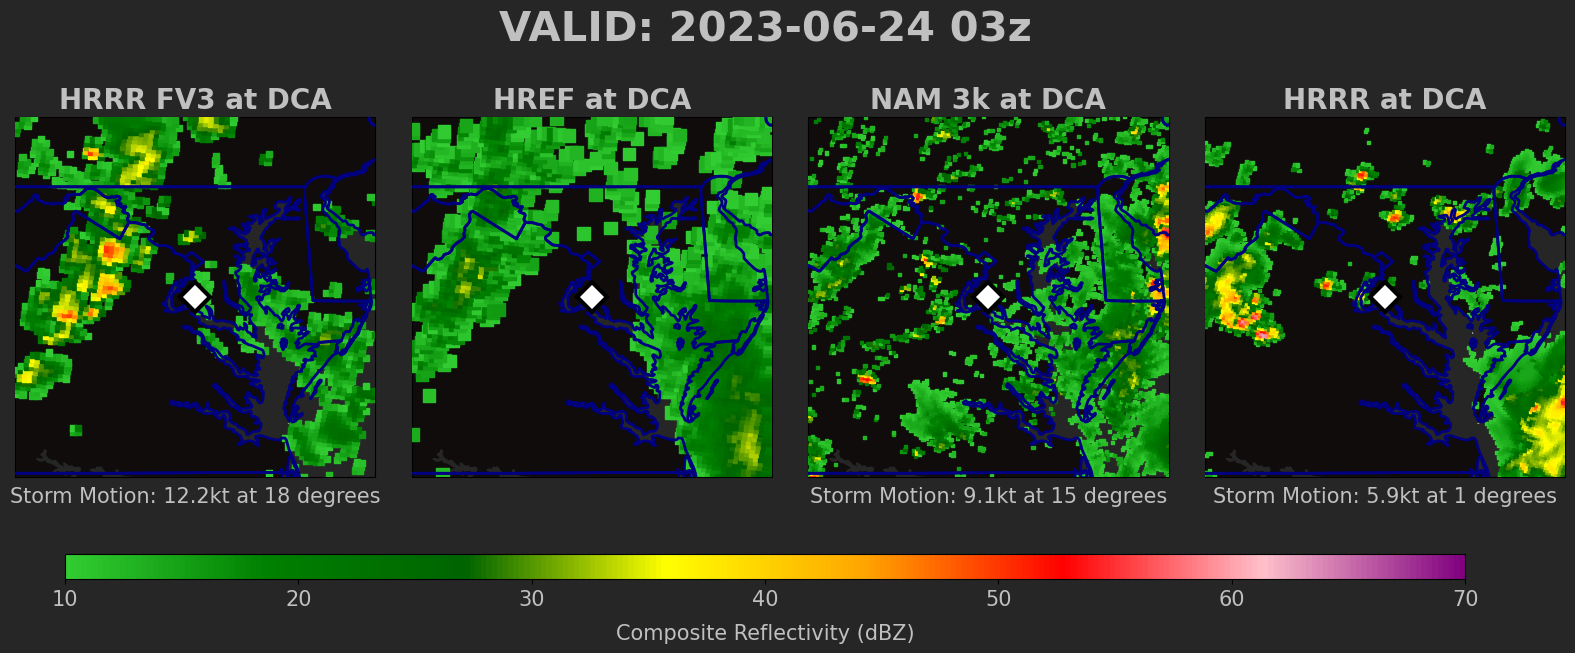 VALID: 2023-06-24 03z
HRRR FV3 at DCA
HREF at DCA
NAM 3k at DCA
HRRR at DCA
Storm Motion: 12.2kt at 18 degrees
Storm Motion: 9.1kt at 15 degrees
Storm Motion: 5.9kt at 1 degrees
10 20 30 40 50 60 70
Composite Reflectivity (dBZ)